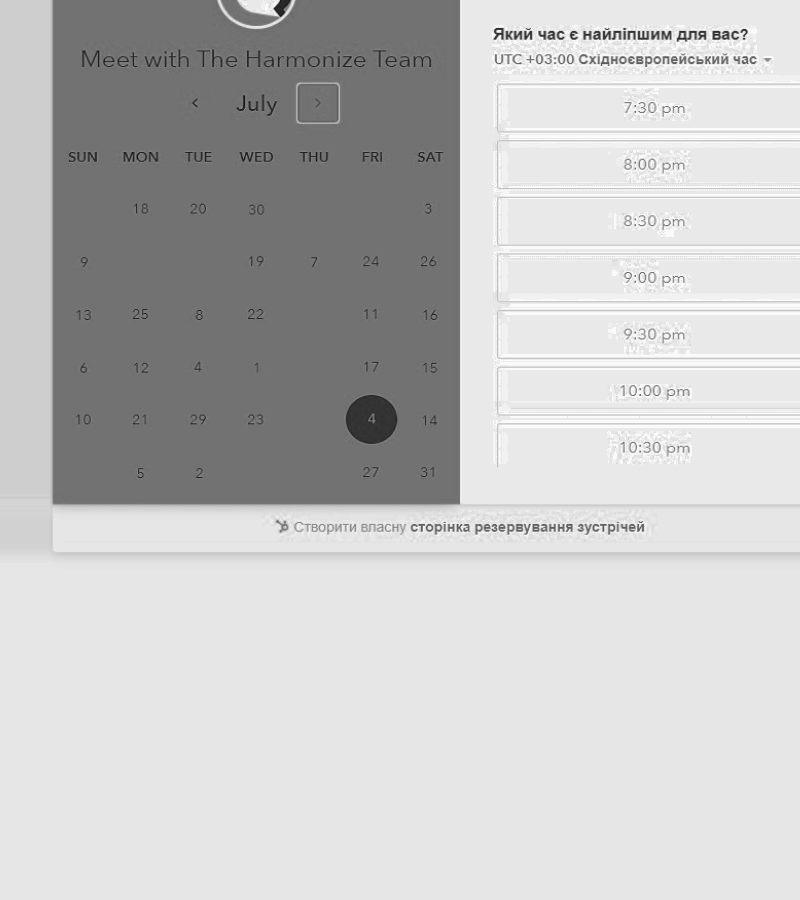 Meet with The Harmonize Team
July
SUN MON TUE WED THU FRI SAT
18 20 30 3
9 19 7 24 26
13 25 8 22 11 16
6 12 4 1 17 15
10 21 29 23 4 14
5 2 27 31
Який час є найліпшим для вас?
UTC +03:00 Східноєвропейський час
7:30 pm
8:00 pm
8:30 pm
9:00 pm
9:30 pm
10:00 pm
10:30 pm
Створити власну сторінка резервування зустрічей